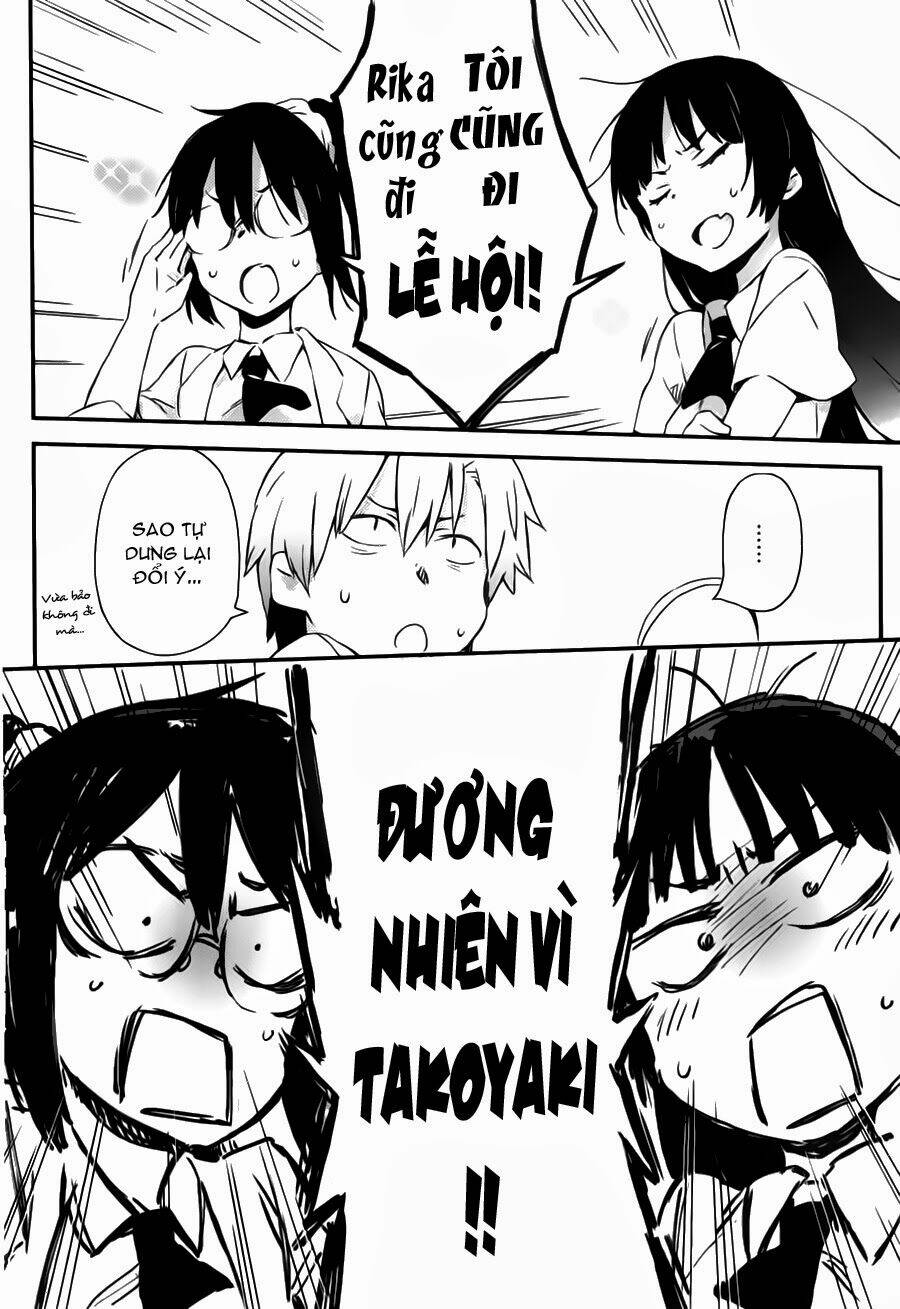 Rika
cũng
đi
TÔI
CŨNG
ĐI
LỄ HỘI!
.........
SAO TỰ
DUNG LẠI
ĐỔI Ý...
Vừa bảo
không đi
mà...
ĐƯƠNG
NHIÊN VÌ
TAKOYAKI
!!